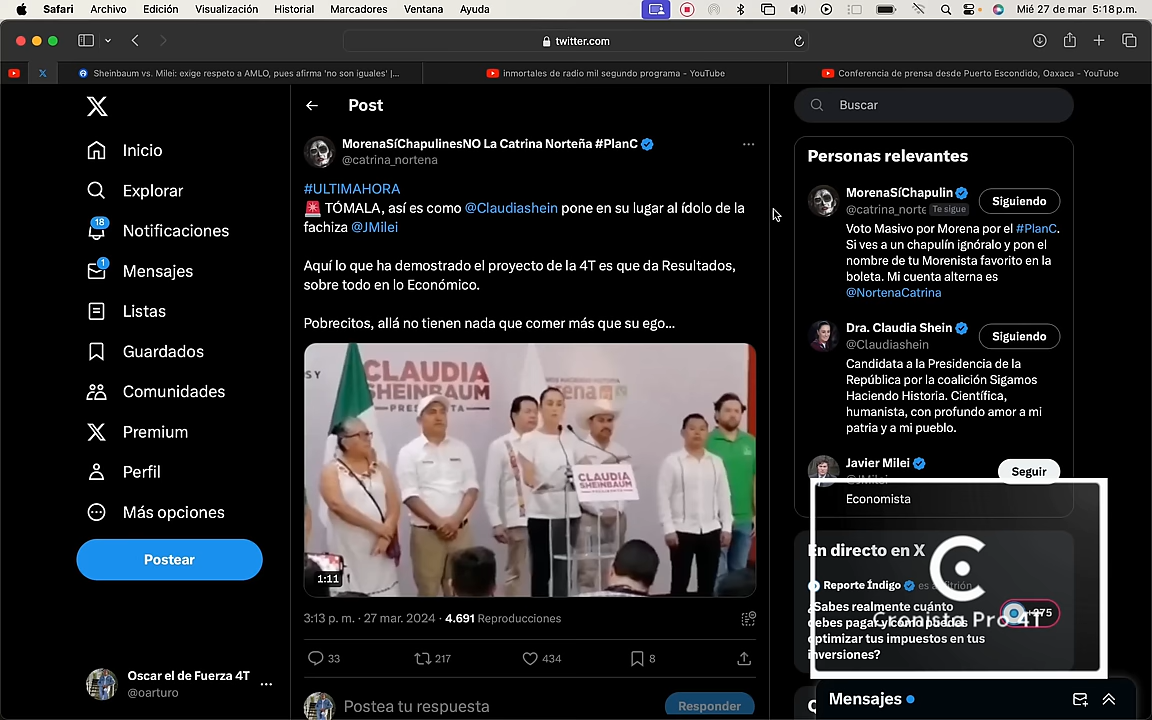 Safari Archivo Edición Visualización Historial Marcadores Ventana Ayuda
Mié 27 de mar 5:18 p.m.
twitter.com
Sheinbaum vs. Milei: exige respeto a AMLO, pues afirma 'no son iguales' |...
inmortales de radio mil segundo programa - YouTube
Conferencia de prensa desde Puerto Escondido, Oaxaca - YouTube
Inicio
Explorar
18
Notificaciones
1
Mensajes
Listas
Guardados
Comunidades
Premium
Perfil
Más opciones
Postear
Oscar el de Fuerza 4T
@oarturo
Post
MorenaSíChapulinesNO La Catrina Norteña #PlanC
@catrina_nortena
#ULTIMAHORA
TÓMALA, así es como @Claudiashein pone en su lugar al ídolo de la
fachiza @JMilei
Aquí lo que ha demostrado el proyecto de la 4T es que da Resultados,
sobre todo en lo Económico.
Pobrecitos, allá no tienen nada que comer más que su ego...
CLAUDIA
SHEINBAUM
PRESIDENTA
CLAUDIA
SHEINBAUM
1:11
3:13 p. m. · 27 mar. 2024 · 4.691 Reproducciones
33
217
434
8
Postea tu respuesta
Responder
Buscar
Personas relevantes
MorenaSíChapulin
@catrina_norte Te sigue
Siguiendo
Voto Masivo por Morena por el #PlanC.
Si ves a un chapulín ignóralo y pon el
nombre de tu Morenista favorito en la
boleta. Mi cuenta alterna es
@NortenaCatrina
Dra. Claudia Shein
@Claudiashein
Siguiendo
Candidata a la Presidencia de la
República por la coalición Sigamos
Haciendo Historia. Científica,
humanista, con profundo amor a mi
patria y a mi pueblo.
Javier Milei
@JMilei
Seguir
Economista
En directo en X
Reporte Índigo es anfitrión
¿Sabes realmente cuánto
debes pagar y cómo puedes
optimizar tus impuestos en tus
inversiones?
+275
Cronista Pro 4T
Mensajes